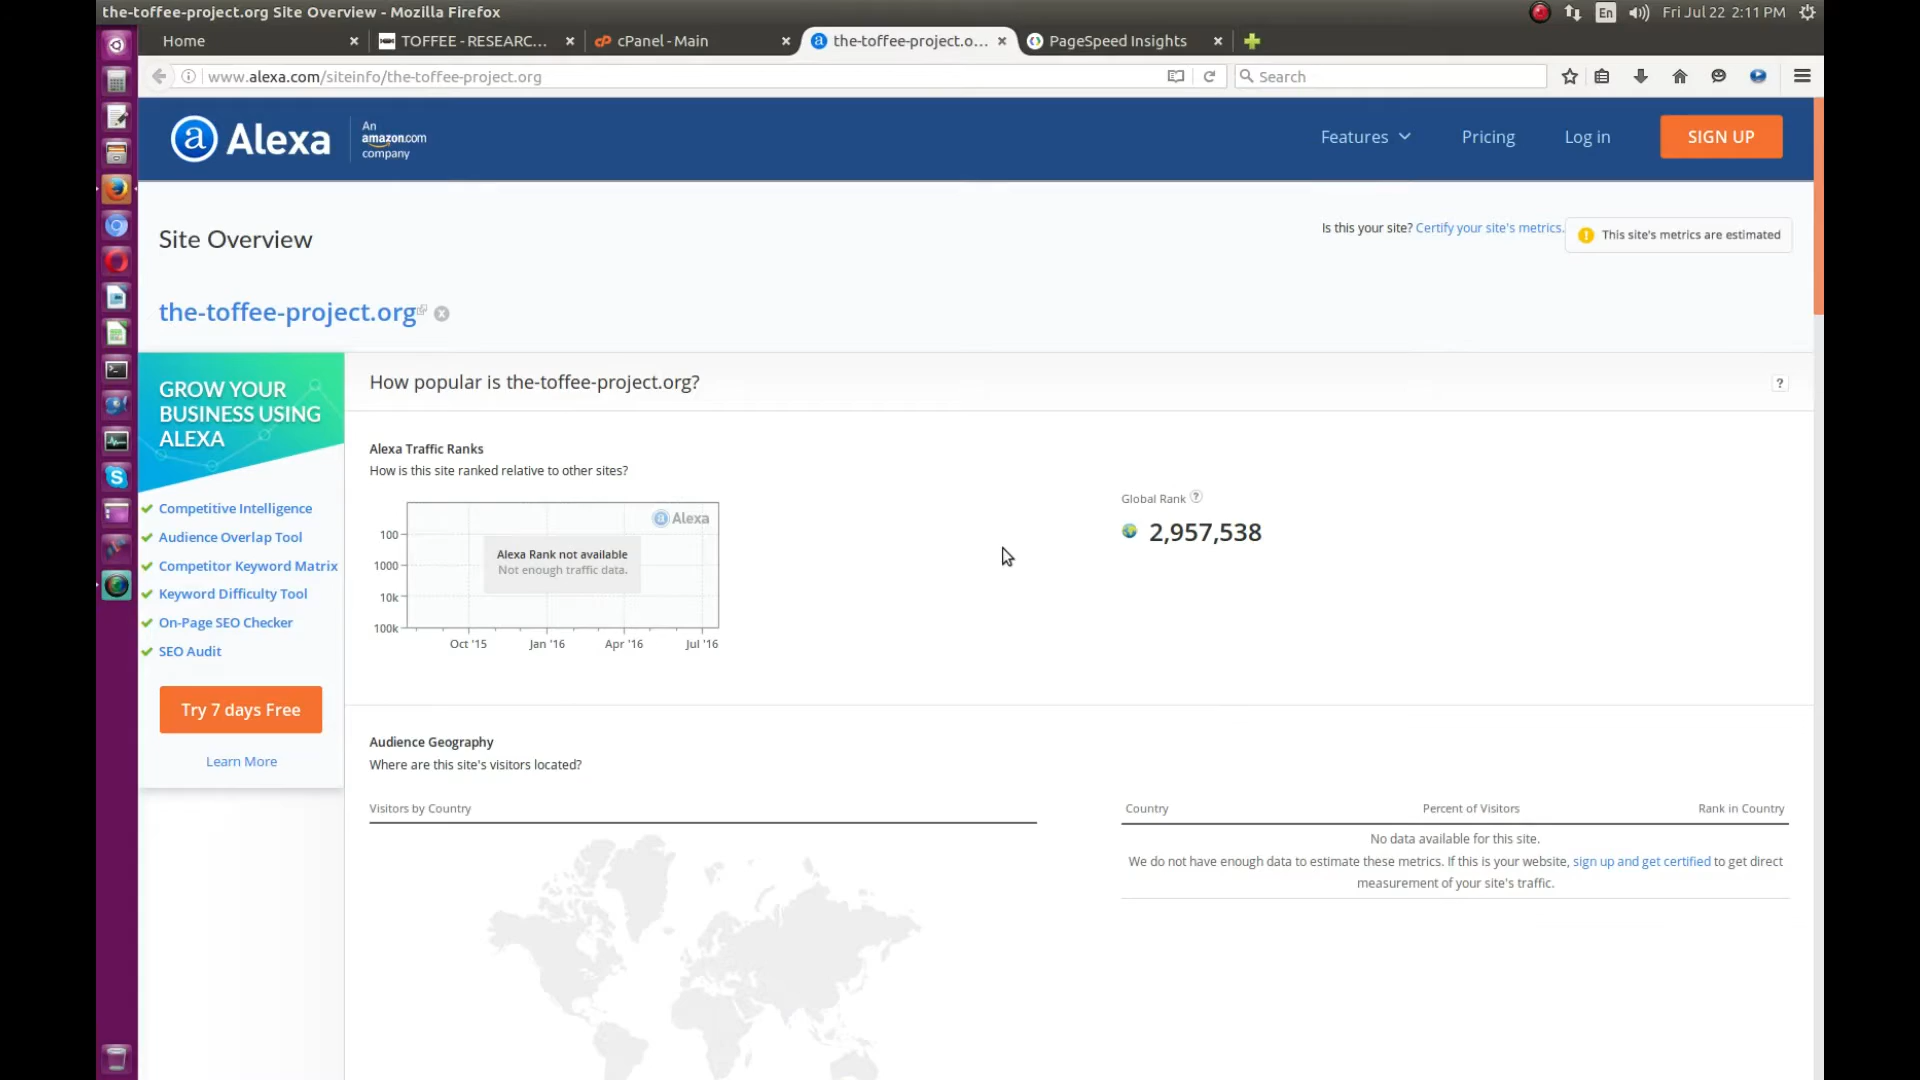 the-toffee-project.org Site Overview - Mozilla Firefox
En
Fri Jul 22 2:11 PM
Home
TOFFEE - RESEARC...
cPanel - Main
the-toffee-project.o...
PageSpeed Insights
www.alexa.com/siteinfo/the-toffee-project.org
Search
a Alexa
An
amazon.com
company
Features
Pricing
Log in
SIGN UP
Site Overview
Is this your site? Certify your site's metrics.
This site's metrics are estimated
the-toffee-project.org
GROW YOUR
BUSINESS USING
ALEXA
Competitive Intelligence
Audience Overlap Tool
Competitor Keyword Matrix
Keyword Difficulty Tool
On-Page SEO Checker
SEO Audit
Try 7 days Free
Learn More
How popular is the-toffee-project.org?
?
Alexa Traffic Ranks
How is this site ranked relative to other sites?
Alexa
100
1000
10k
100k
Alexa Rank not available
Not enough traffic data.
Oct '15
Jan '16
Apr '16
Jul '16
Global Rank ?
2,957,538
Audience Geography
Where are this site's visitors located?
Visitors by Country
Country
Percent of Visitors
Rank in Country
No data available for this site.
We do not have enough data to estimate these metrics. If this is your website, sign up and get certified to get direct
measurement of your site's traffic.